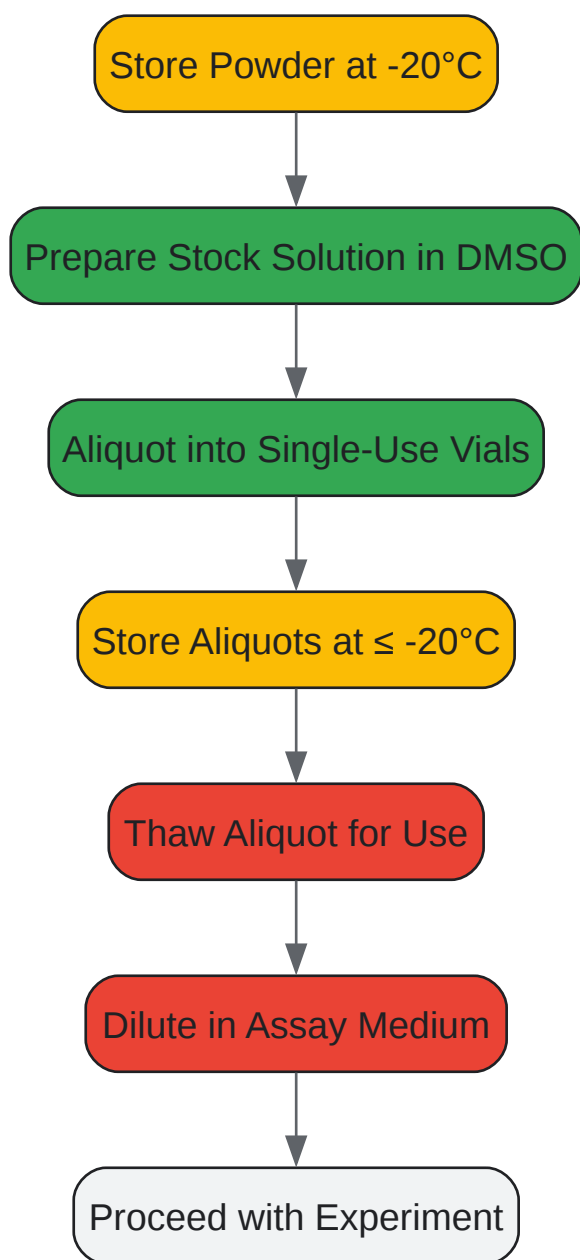 Store Powder at -20°C
Prepare Stock Solution in DMSO
Aliquot into Single-Use Vials
Store Aliquots at ≤ -20°C
Thaw Aliquot for Use
Dilute in Assay Medium
Proceed with Experiment